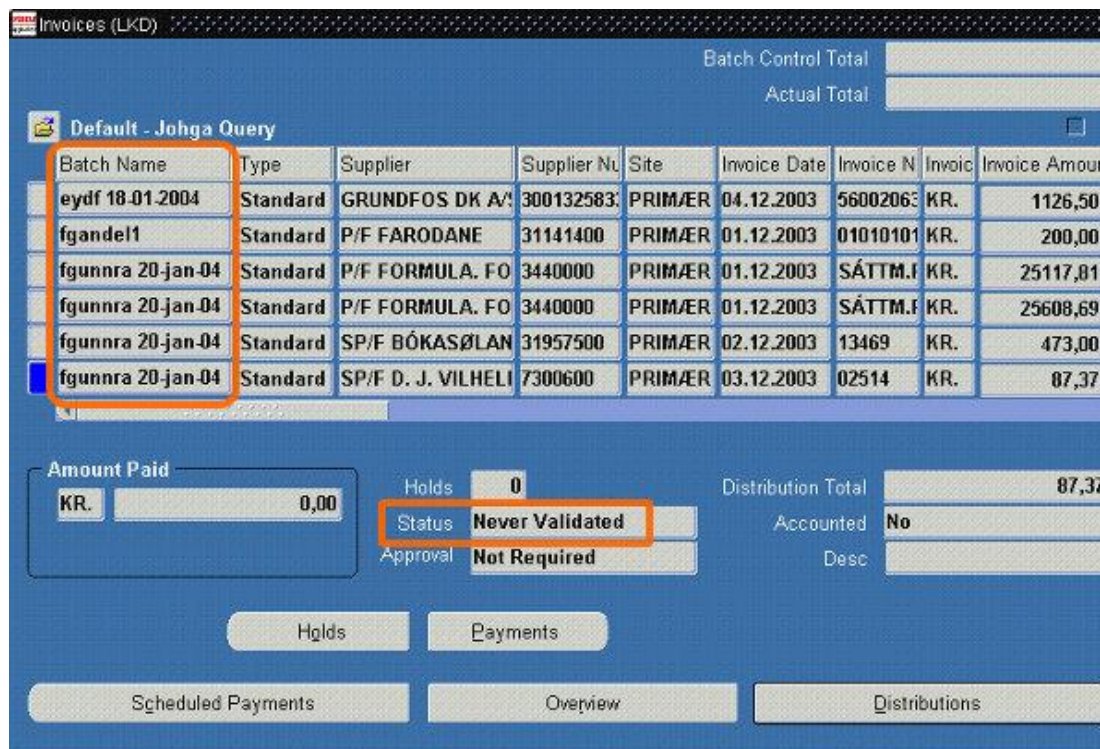 Invoices (LKD)
Batch Control Total
Actual Total
Default - Johga Query
Batch Name Type Supplier Supplier Nu Site Invoice Date Invoice N Invoic Invoice Amour
eydf 18-01-2004 Standard GRUNDFOS DK A/S 300132583 PRIMÆR 04.12.2003 56002063 KR. 1126,50
fgandel1 Standard P/F FARODANE 31141400 PRIMÆR 01.12.2003 01010101 KR. 200,00
fgunnra 20-jan-04 Standard P/F FORMULA. FO 3440000 PRIMÆR 01.12.2003 SÁTTM.F KR. 25117,81
fgunnra 20-jan-04 Standard P/F FORMULA. FO 3440000 PRIMÆR 01.12.2003 SÁTTM.F KR. 25608,69
fgunnra 20-jan-04 Standard SP/F BÓKASØLAN 31957500 PRIMÆR 02.12.2003 13469 KR. 473,00
fgunnra 20-jan-04 Standard SP/F D. J. VILHELI 7300600 PRIMÆR 03.12.2003 02514 KR. 87,37
Amount Paid
KR. 0,00
Holds 0
Distribution Total 87,37
Status Never Validated
Accounted No
Approval Not Required
Desc
Holds Payments
Scheduled Payments Overview Distributions